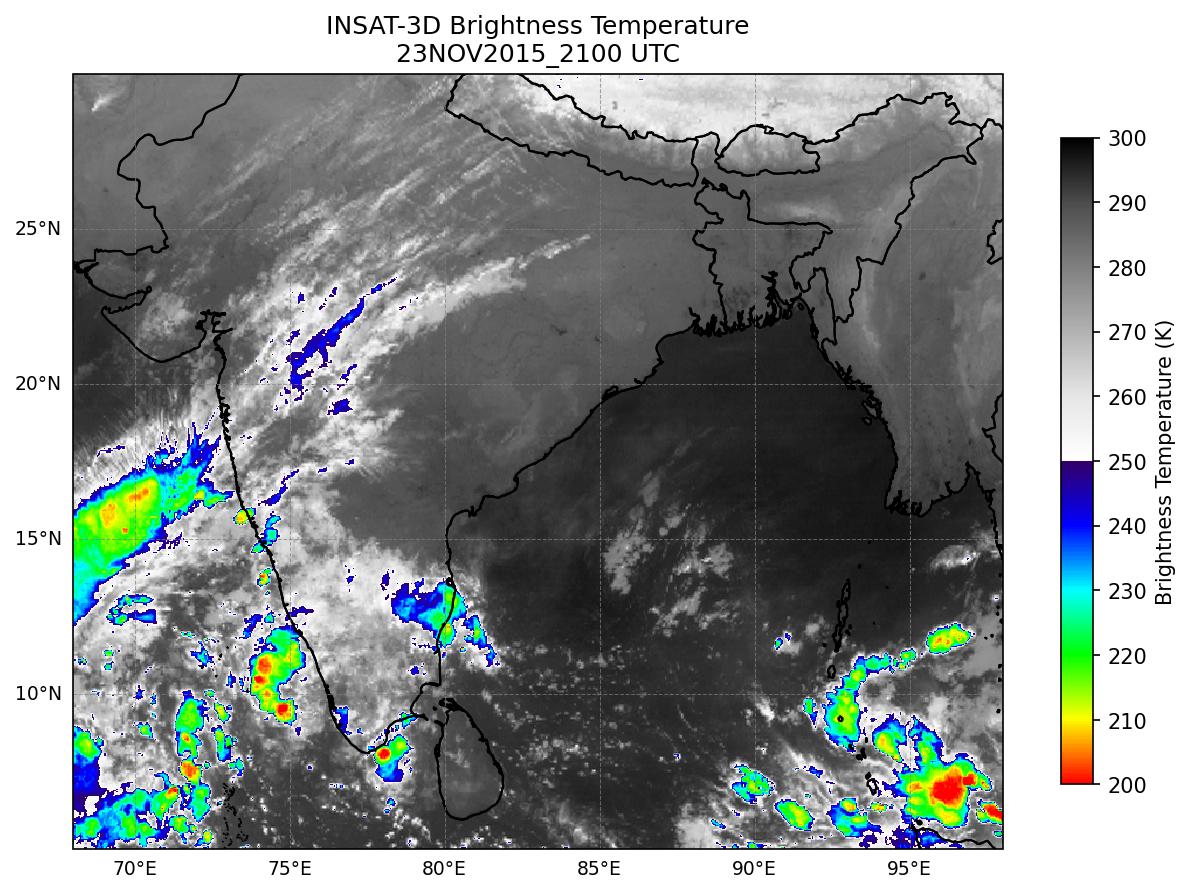 INSAT-3D Brightness Temperature
23NOV2015_2100 UTC
25°N
20°N
15°N
10°N
70°E
75°E
80°E
85°E
90°E
95°E
300
290
280
270
260
250
240
230
220
210
200
Brightness Temperature (K)